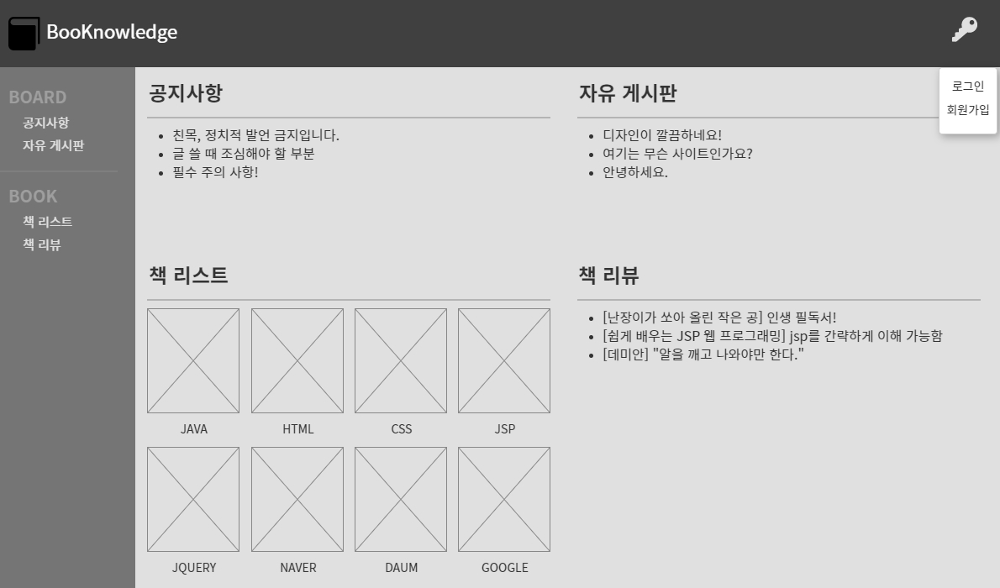 BooKnowledge
로그인
회원가입
BOARD
공지사항
자유 게시판
BOOK
책 리스트
책 리뷰
공지사항
친목, 정치적 발언 금지입니다.
글 쓸 때 조심해야 할 부분
필수 주의 사항!
자유 게시판
디자인이 깔끔하네요!
여기는 무슨 사이트인가요?
안녕하세요.
책 리스트
JAVA HTML CSS JSP
JQUERY NAVER DAUM GOOGLE
책 리뷰
[난장이가 쏘아 올린 작은 공] 인생 필독서!
[쉽게 배우는 JSP 웹 프로그래밍] jsp를 간략하게 이해 가능함
[데미안] "알을 깨고 나와야만 한다."